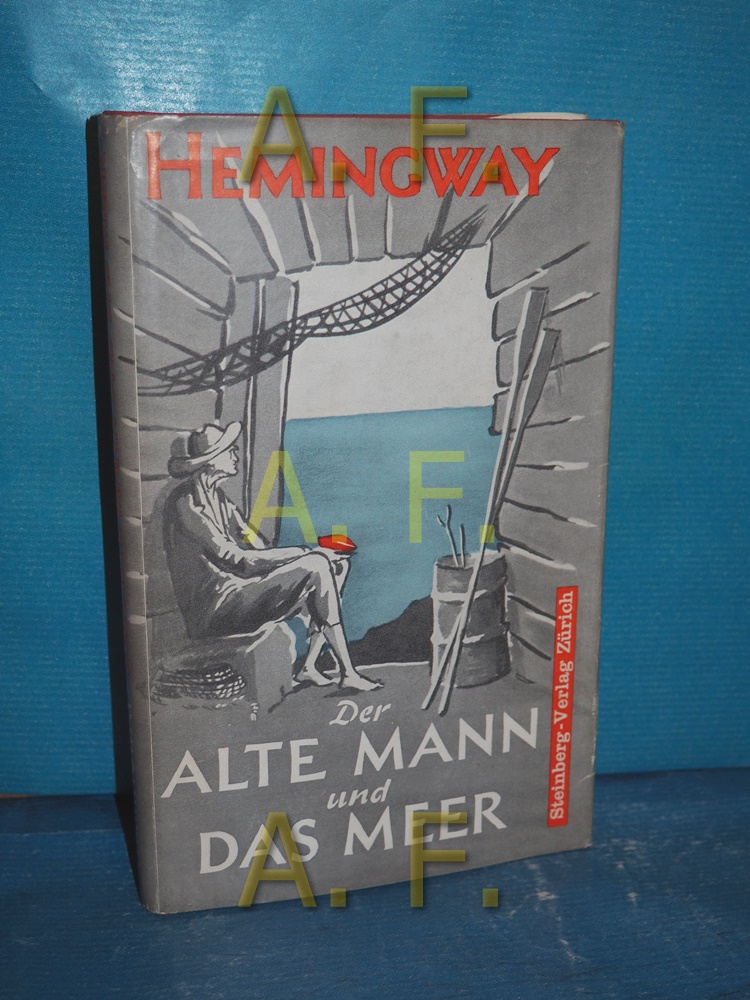 A. F.
HEMINGWAY
A. F.
Steinberg-Verlag Zürich
Der
ALTE MANN
und
DAS MEER
A. F.